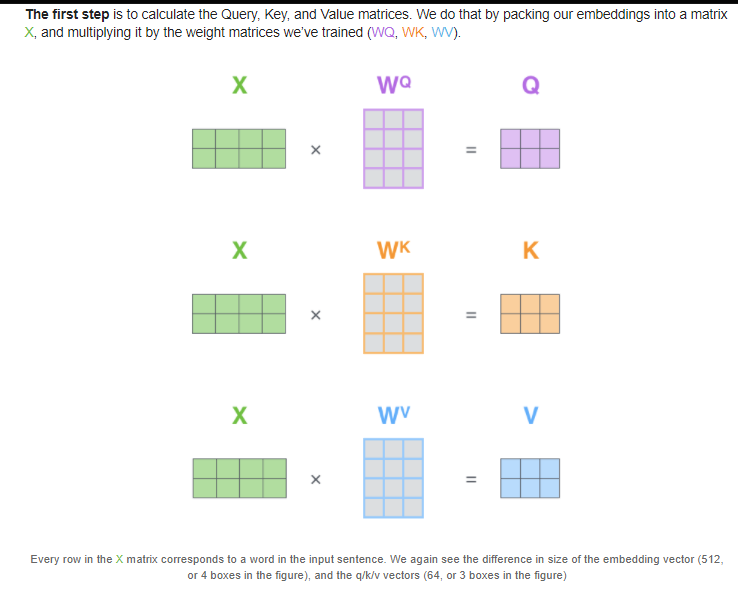 The first step is to calculate the Query, Key, and Value matrices. We do that by packing our embeddings into a matrix
X, and multiplying it by the weight matrices we've trained (WQ, WK, WV).
X WQ Q
× =
X WK K
× =
X WV V
× =
Every row in the X matrix corresponds to a word in the input sentence. We again see the difference in size of the embedding vector (512,
or 4 boxes in the figure), and the q/k/v vectors (64, or 3 boxes in the figure)